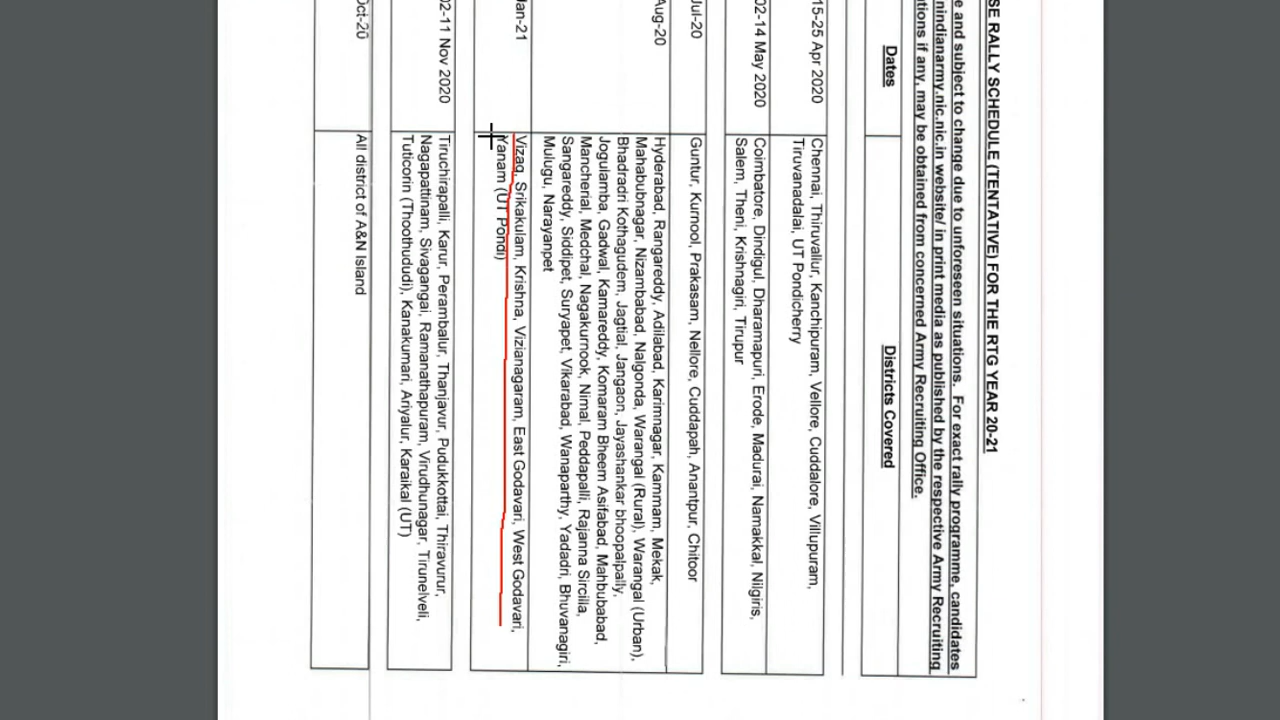 SE RALLY SCHEDULE (TENTATIVE) FOR THE RTG YEAR 20-21
e and subject to change due to unforeseen situations. For exact rally programme, candidates
nindianarmy.nic.nic.in website/ in print media as published by the respective Army Recruiting
tions if any, may be obtained from concerned Army Recruiting Office.
Dates
Districts Covered
15-25 Apr 2020
Chennai, Thiruvallur, Kanchipuram, Vellore, Cuddalore, Villupuram,
Tiruvanadalai, UT Pondicherry
02-14 May 2020
Coimbatore, Dindigul, Dharamapuri, Erode, Madurai, Namakkal, Nilgiris,
Salem, Theni, Krishnagiri, Tirupur
Jul-20
Guntur, Kurnool, Prakasam, Nellore, Cuddapah, Anantpur, Chitoor
Aug-20
Hyderabad, Rangareddy, Adilabad, Karimnagar, Kammam, Mekak,
Mahabubnagar, Nizambabad, Nalgonda, Warangal (Rural), Warangal (Urban),
Bhadradri Kothagudem, Jagtial, Jangaon, Jayashankar bhoopalpally,
Jogulamba, Gadwal, Kamareddy, Komaram Bheem Asifabad, Mahbubabad,
Mancherial, Medchal, Nagakurnook, Nimal, Peddapalli, Rajanna Sircilla,
Sangareddy, Siddipet, Suryapet, Vikarabad, Wanaparthy, Yadadri, Bhuvanagiri,
Mulugu, Narayanpet
Jan-21
Vizag, Srikakulam, Krishna, Vizianagaram, East Godavari, West Godavari,
Yanam (UT Pondi)
02-11 Nov 2020
Tiruchirapalli, Karur, Perambalur, Thanjavur, Pudukkottai, Thiravurur,
Nagapattinam, Sivagangai, Ramanathapuram, Virudhunagar, Tirunelveli,
Tuticorin (Thoothududi), Kanakumari, Ariyalur, Karaikal (UT)
Oct-20
All district of A&N Island